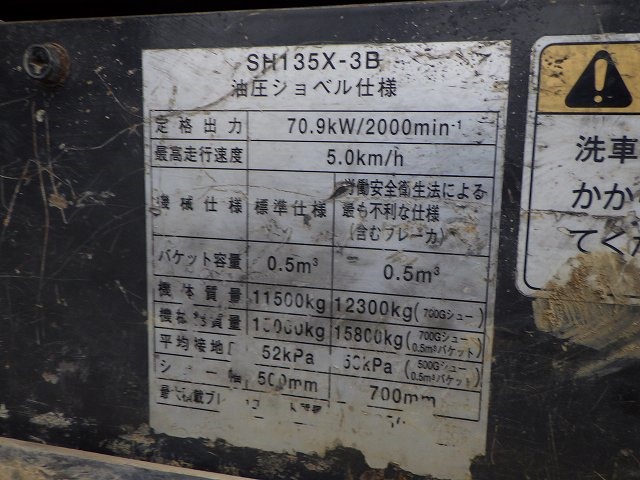 SH135X-3B
油圧ショベル仕様
定格出力 70.9kW/2000min⁻¹
最高走行速度 5.0km/h
機械仕様 標準仕様 労働安全衛生法による
最も不利な仕様
(含むブレーカ)
バケット容量 0.5m³ 0.5m³
機体質量 11500kg 12300kg (700Gシュー)
機械 質量 15800kg (700Gシュー 0.5m³バケット)
平均接地 52kPa kPa (500Gシュー 0.5m³バケット)
500mm 700mm
洗車
かか
てく